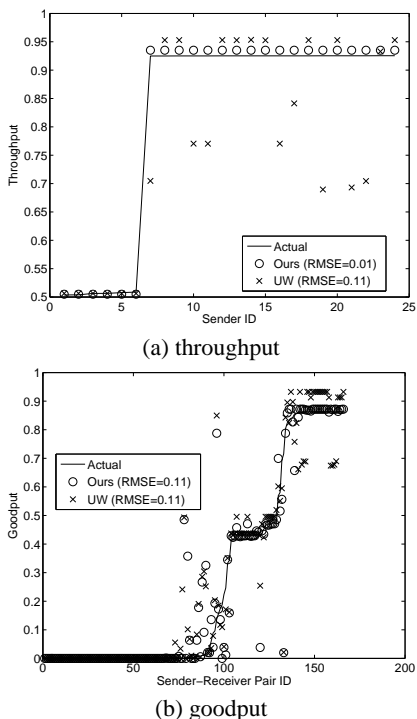 1
0.95
0.9
0.85
0.8
0.75
0.7
0.65
0.6
0.55
0.5
Throughput
0 5 10 15 20 25
Sender ID
Actual
Ours (RMSE=0.01)
UW (RMSE=0.11)
(a) throughput
1
0.9
0.8
0.7
0.6
0.5
0.4
0.3
0.2
0.1
0
Goodput
0 50 100 150 200
Sender−Receiver Pair ID
Actual
Ours (RMSE=0.11)
UW (RMSE=0.11)
(b) goodput